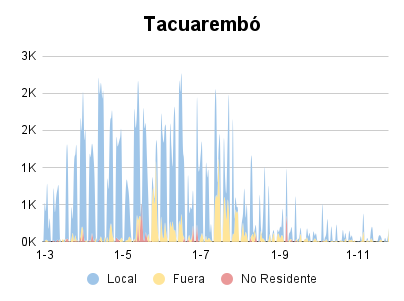 Tacuarembó
3K
2K
2K
1K
1K
0K
1-3 1-5 1-7 1-9 1-11
Local Fuera No Residente